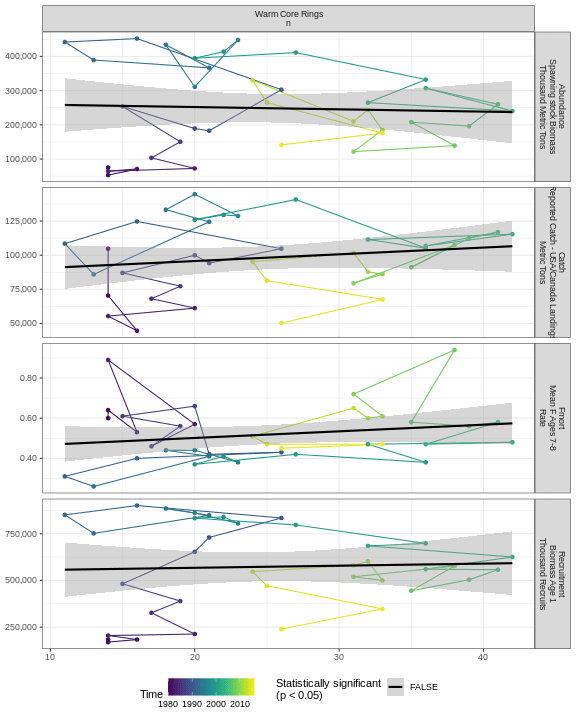 Warm Core Rings
n
400,000
300,000
200,000
100,000
Abundance
Spawning stock Biomass
Thousand Metric Tons
125,000
100,000
75,000
50,000
Catch
Reported Catch - USA/Canada Landings
Metric Tons
0.80
0.60
0.40
Fmort
Mean F Ages 7-8
Rate
750,000
500,000
250,000
Recruitment
Biomass Age 1
Thousand Recruits
10
20
30
40
Time
1980
1990
2000
2010
Statistically significant
(p < 0.05)
FALSE